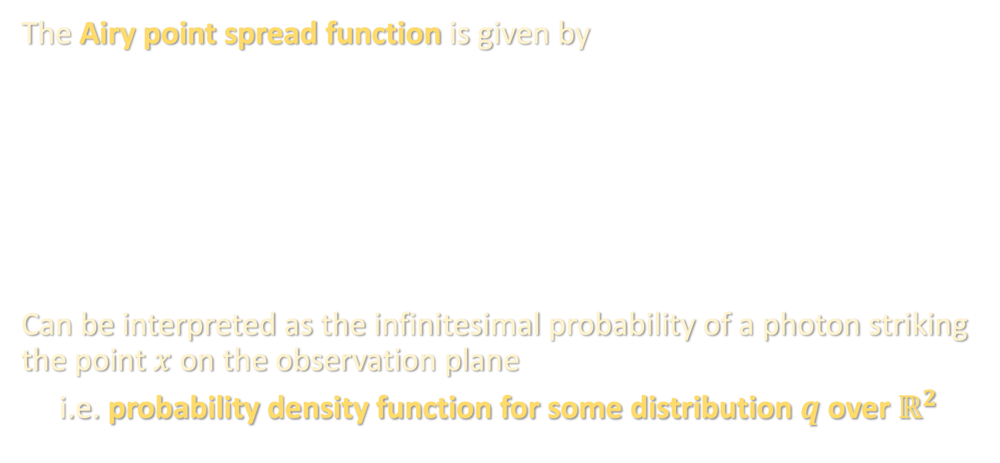 The Airy point spread function is given by
Can be interpreted as the infinitesimal probability of a photon striking
the point 𝑥 on the observation plane
i.e. probability density function for some distribution 𝒒 over ℝ²